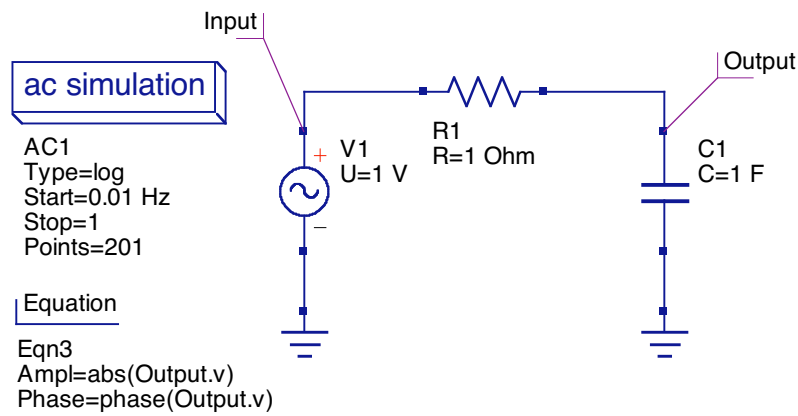 Input
ac simulation
Output
AC1
Type=log
Start=0.01 Hz
Stop=1
Points=201
+
V1
U=1 V
−
R1
R=1 Ohm
C1
C=1 F
Equation
Eqn3
Ampl=abs(Output.v)
Phase=phase(Output.v)